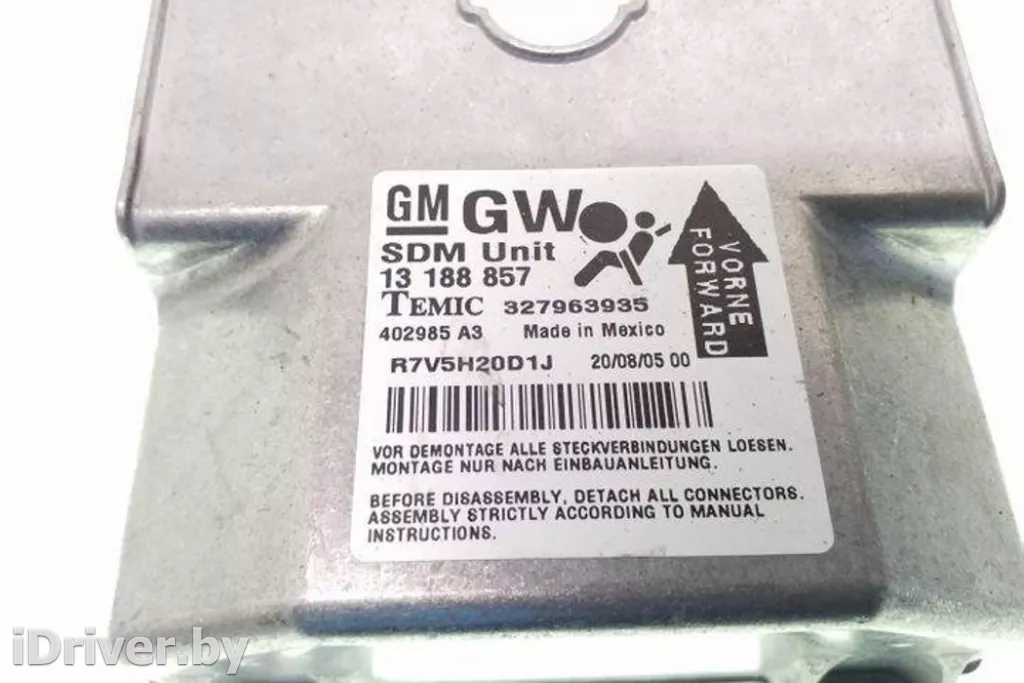 GM GW
SDM Unit
13 188 857
TEMIC 327963935
402985 A3 Made in Mexico
R7V5H20D1J 20/08/05 00
VORNE
FORWARD
VOR DEMONTAGE ALLE STECKVERBINDUNGEN LOESEN.
MONTAGE NUR NACH EINBAUANLEITUNG.
BEFORE DISASSEMBLY, DETACH ALL CONNECTORS.
ASSEMBLY STRICTLY ACCORDING TO MANUAL
INSTRUCTIONS.
iDriver.by